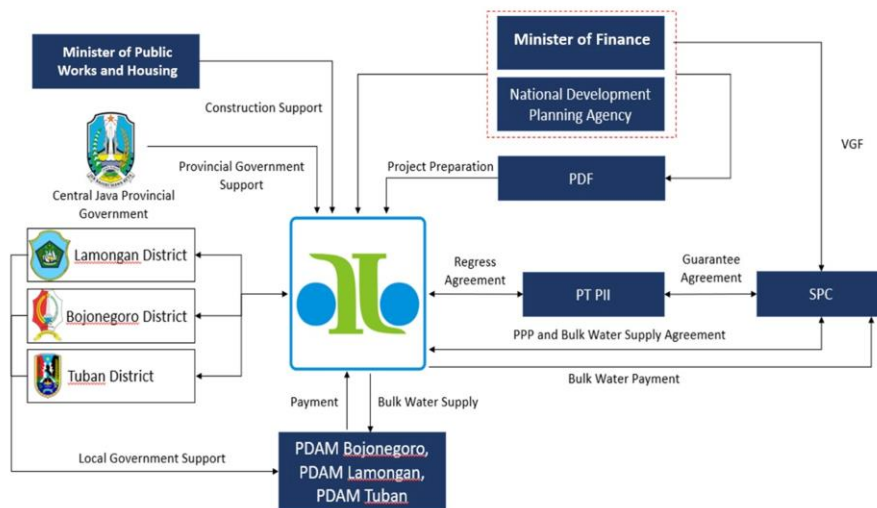 Minister of Public
Works and Housing
Minister of Finance
National Development
Planning Agency
Construction Support
VGF
Provincial Government
Support
Project Preparation
PDF
Central Java Provincial
Government
Lamongan District
Bojonegoro District
Tuban District
Regress
Agreement
PT PII
Guarantee
Agreement
SPC
PPP and Bulk Water Supply Agreement
Bulk Water Payment
Payment
Bulk Water Supply
Local Government Support
PDAM Bojonegoro,
PDAM Lamongan,
PDAM Tuban